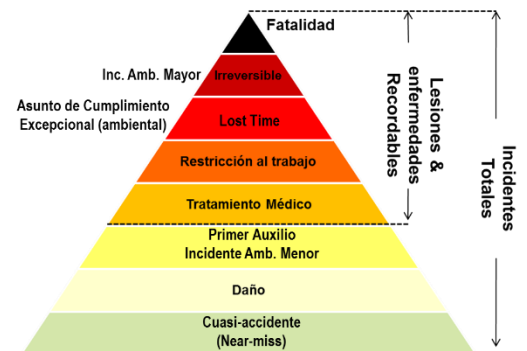 Fatalidad
Inc. Amb. Mayor
Irreversible
Asunto de Cumplimiento
Excepcional (ambiental)
Lost Time
Restricción al trabajo
Tratamiento Médico
Primer Auxilio
Incidente Amb. Menor
Daño
Cuasi-accidente
(Near-miss)
Lesiones &
enfermedades
Recordables
Incidentes
Totales